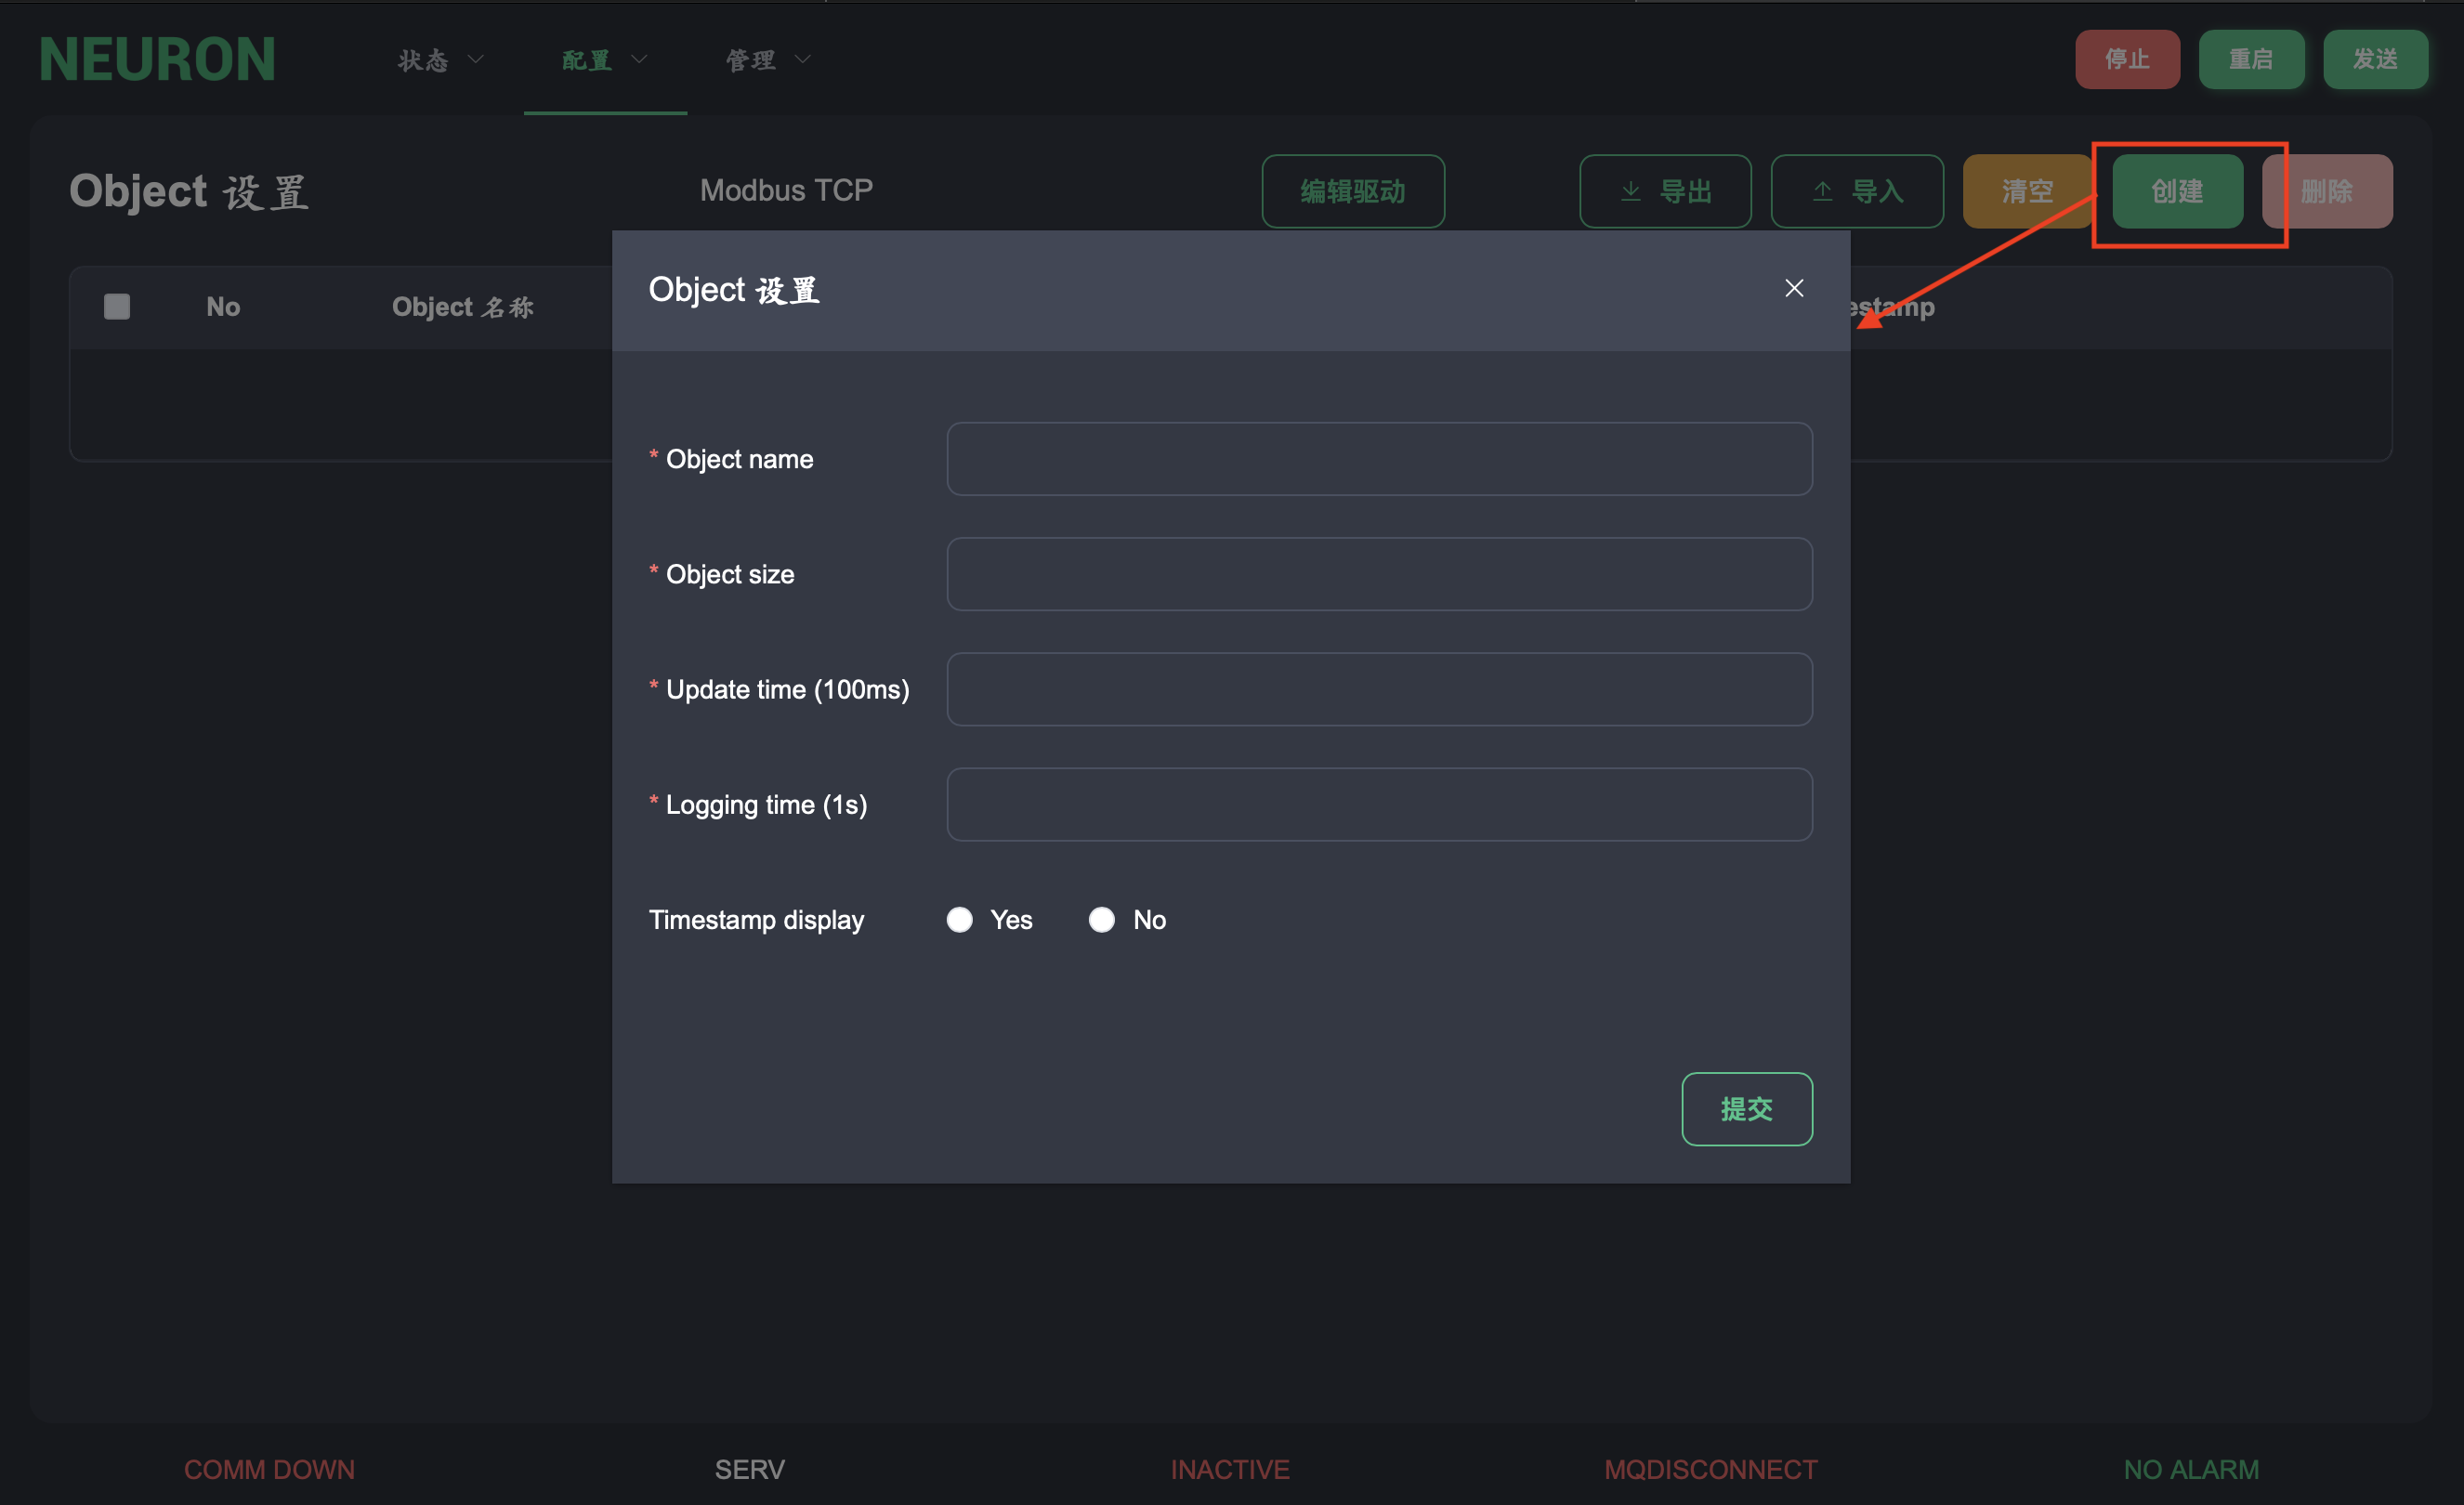 NEURON 状态 配置 管理 停止 重启 发送
Object 设置 Modbus TCP 编辑驱动 导出 导入 清空 创建 删除
No Object 名称 estamp
Object 设置
* Object name
* Object size
* Update time (100ms)
* Logging time (1s)
Timestamp display Yes No
提交
COMM DOWN SERV INACTIVE MQDISCONNECT NO ALARM